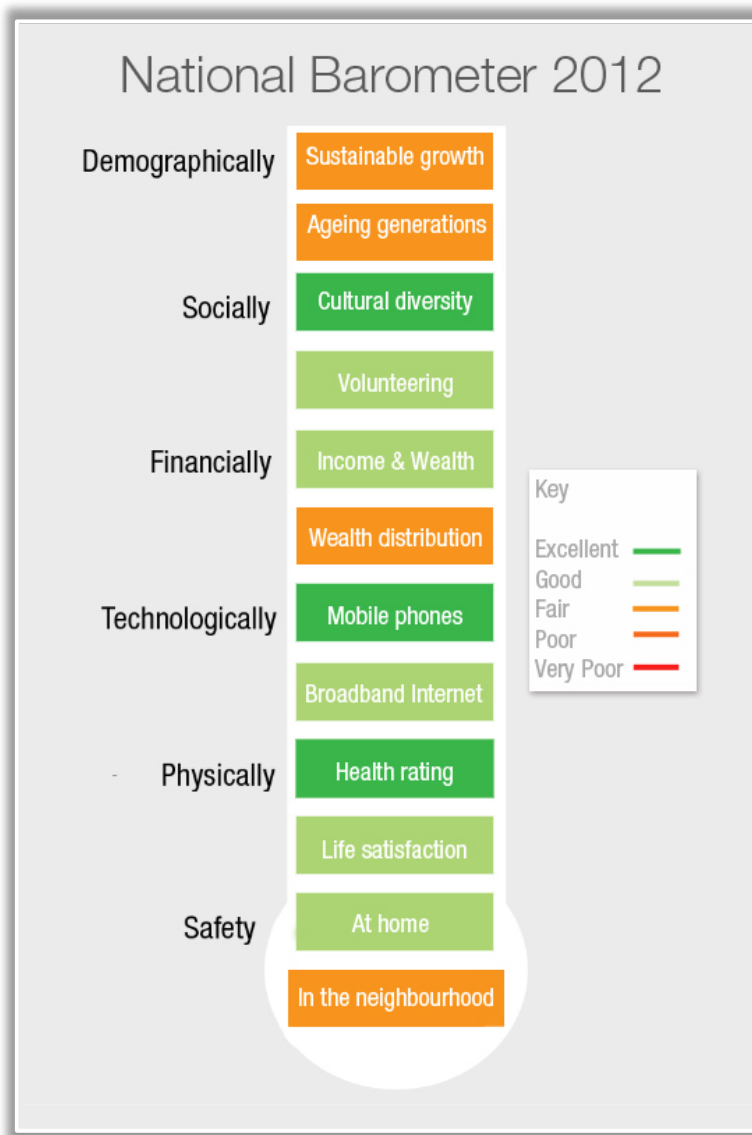 National Barometer 2012
Demographically
Sustainable growth
Ageing generations
Socially
Cultural diversity
Volunteering
Financially
Income & Wealth
Wealth distribution
Technologically
Mobile phones
Broadband Internet
Physically
Health rating
Life satisfaction
Safety
At home
In the neighbourhood
Key
Excellent
Good
Fair
Poor
Very Poor